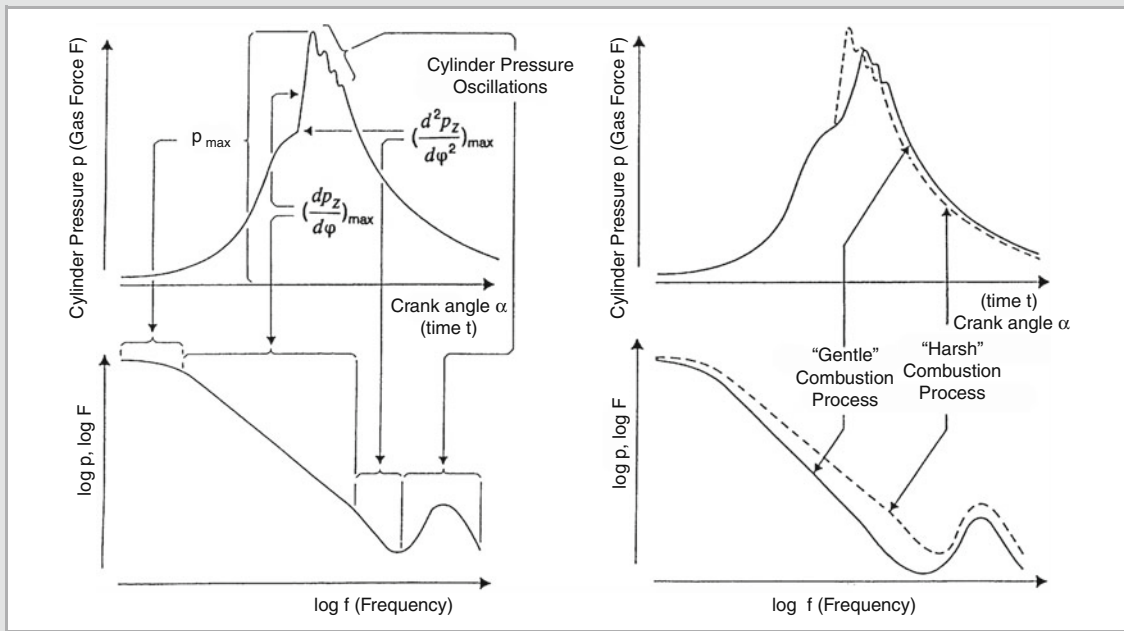 Cylinder Pressure p (Gas Force F)
Cylinder Pressure
Oscillations
p max
(d²p_z/dφ²)max
(dp_z/dφ)max
Crank angle α
(time t)
log p, log F
log f (Frequency)
Cylinder Pressure p (Gas Force F)
(time t)
Crank angle α
“Gentle”
Combustion
Process
“Harsh”
Combustion
Process
log p, log F
log f (Frequency)